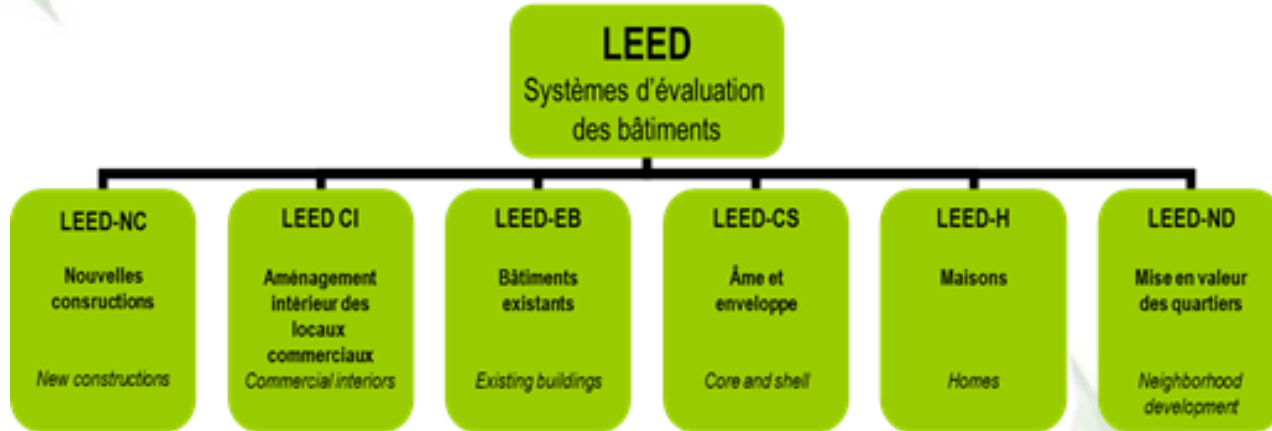 LEED
Systèmes d'évaluation
des bâtiments
LEED-NC
Nouvelles
consructions
New constructions
LEED CI
Aménagement
intérieur des
locaux
commerciaux
Commercial interiors
LEED-EB
Bâtiments
existants
Existing buildings
LEED-CS
Âme et
enveloppe
Core and shell
LEED-H
Maisons
Homes
LEED-ND
Mise en valeur
des quartiers
Neighborhood
development